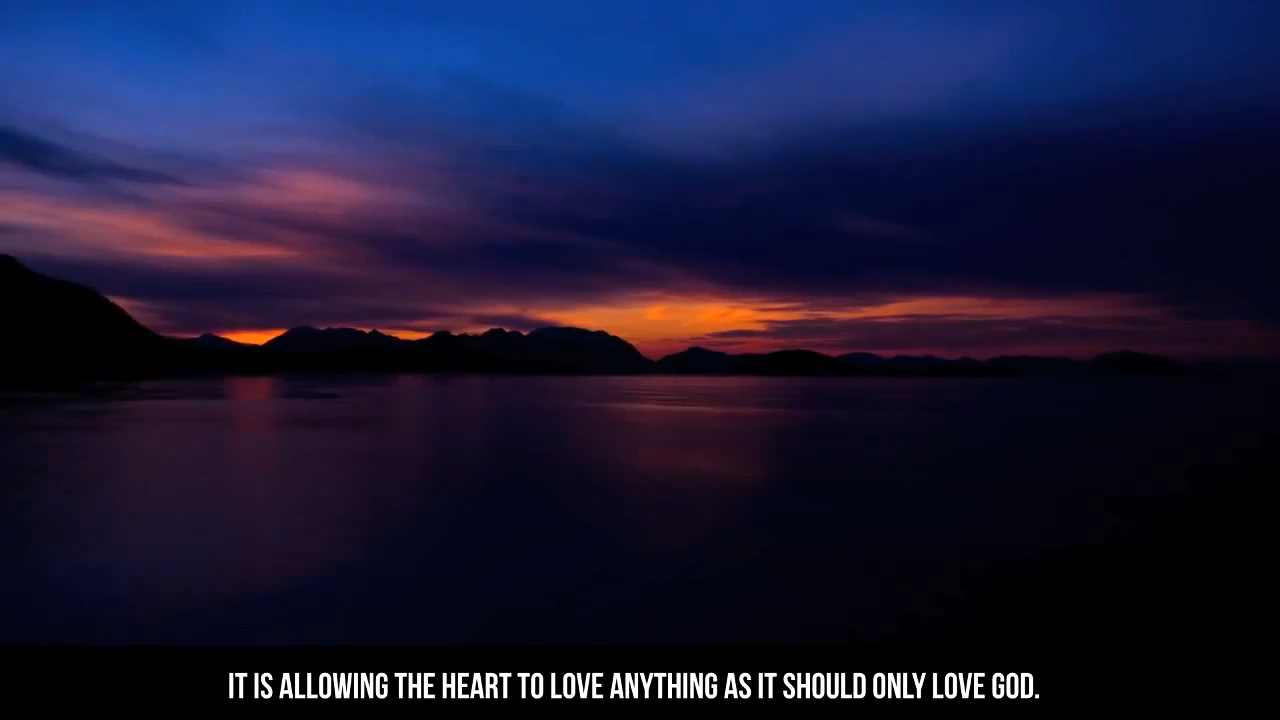 IT IS ALLOWING THE HEART TO LOVE ANYTHING AS IT SHOULD ONLY LOVE GOD.